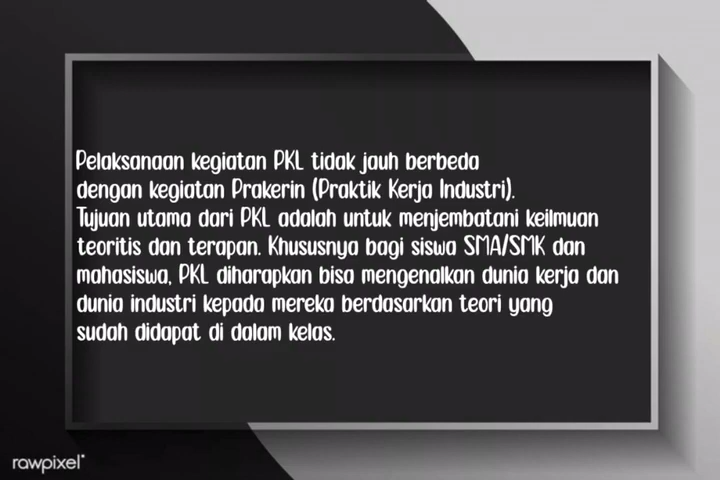 Pelaksanaan kegiatan PKL tidak jauh berbeda
dengan kegiatan Prakerin (Praktik Kerja Industri).
Tujuan utama dari PKL adalah untuk menjembatani keilmuan
teoritis dan terapan. Khususnya bagi siswa SMA/SMK dan
mahasiswa, PKL diharapkan bisa mengenalkan dunia kerja dan
dunia industri kepada mereka berdasarkan teori yang
sudah didapat di dalam kelas.
rawpixel